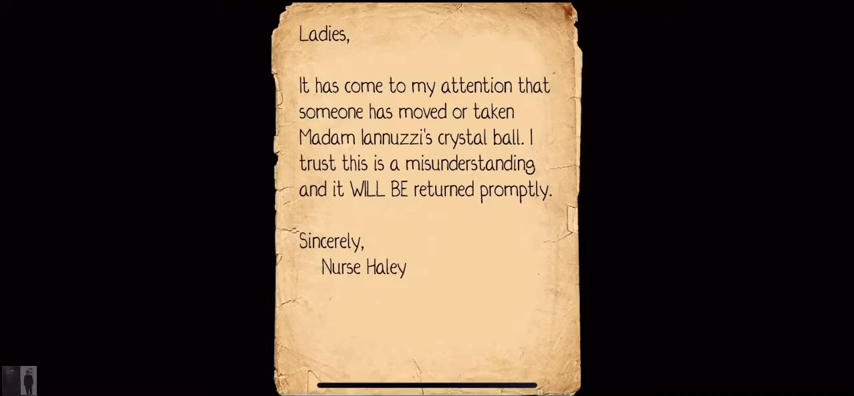 Ladies,
It has come to my attention that
someone has moved or taken
Madam Iannuzzi's crystal ball. I
trust this is a misunderstanding
and it WILL BE returned promptly.
Sincerely,
Nurse Haley